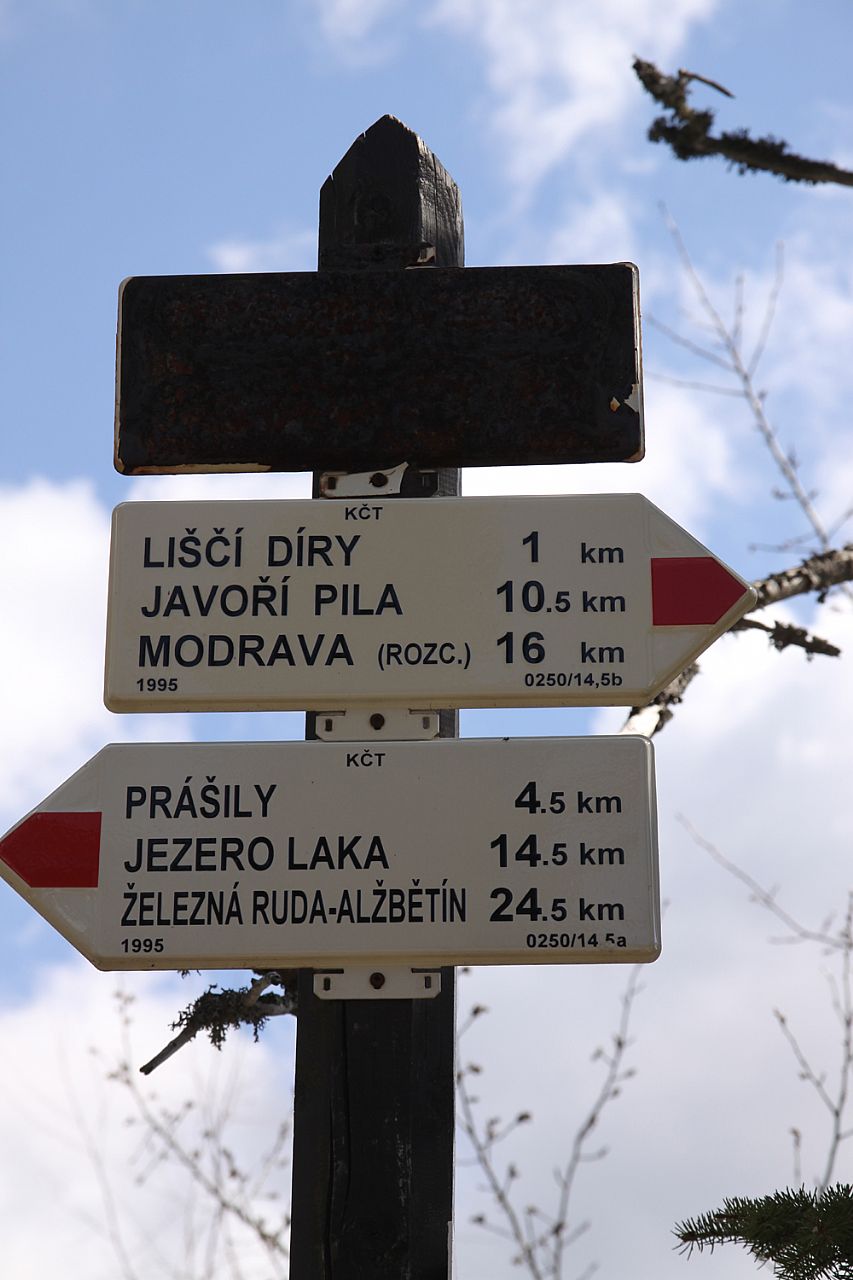 KČT
LIŠČÍ DÍRY 1 km
JAVOŘÍ PILA 10.5 km
MODRAVA (ROZC.) 16 km
1995 0250/14,5b
KČT
PRÁŠILY 4.5 km
JEZERO LAKA 14.5 km
ŽELEZNÁ RUDA-ALŽBĚTÍN 24.5 km
1995 0250/14 5a